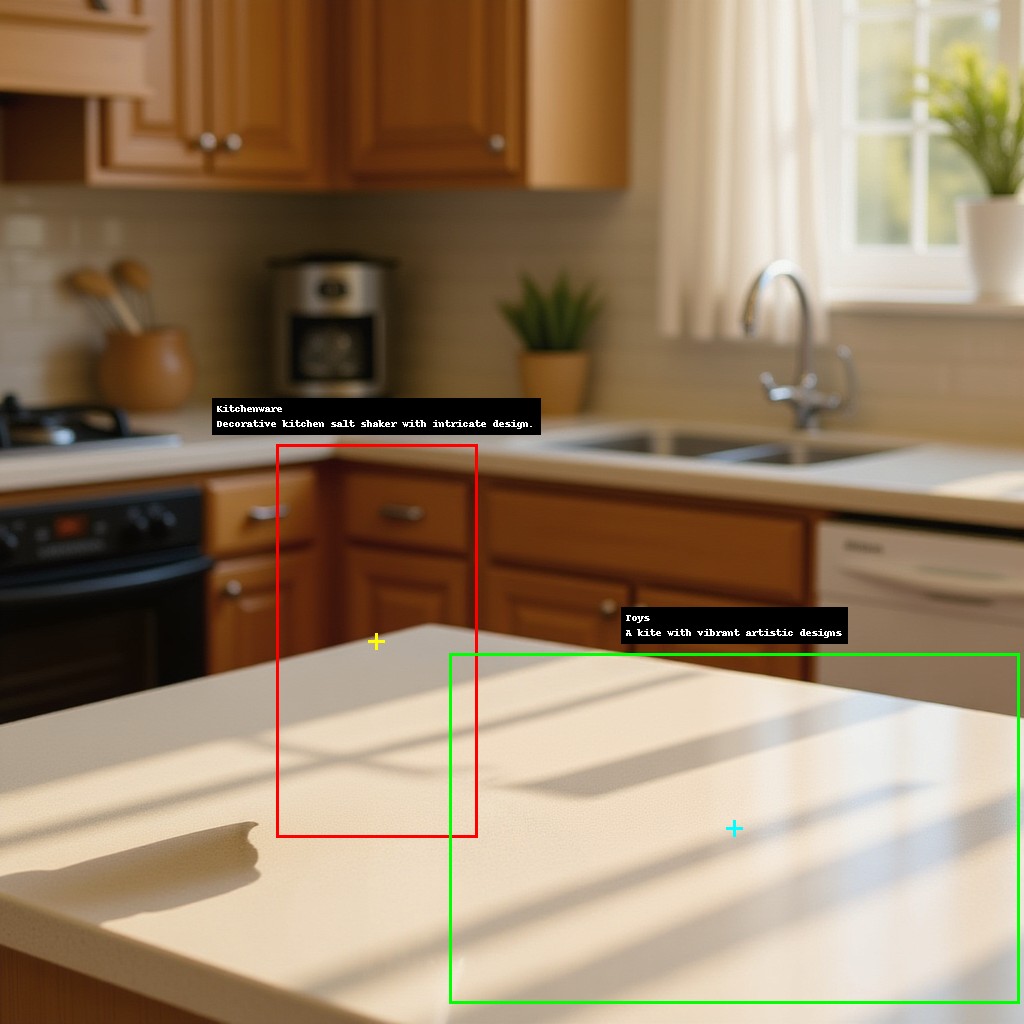 Kitchenware
Decorative kitchen salt shaker with intricate design.
Toys
A kite with vibrant artistic designs